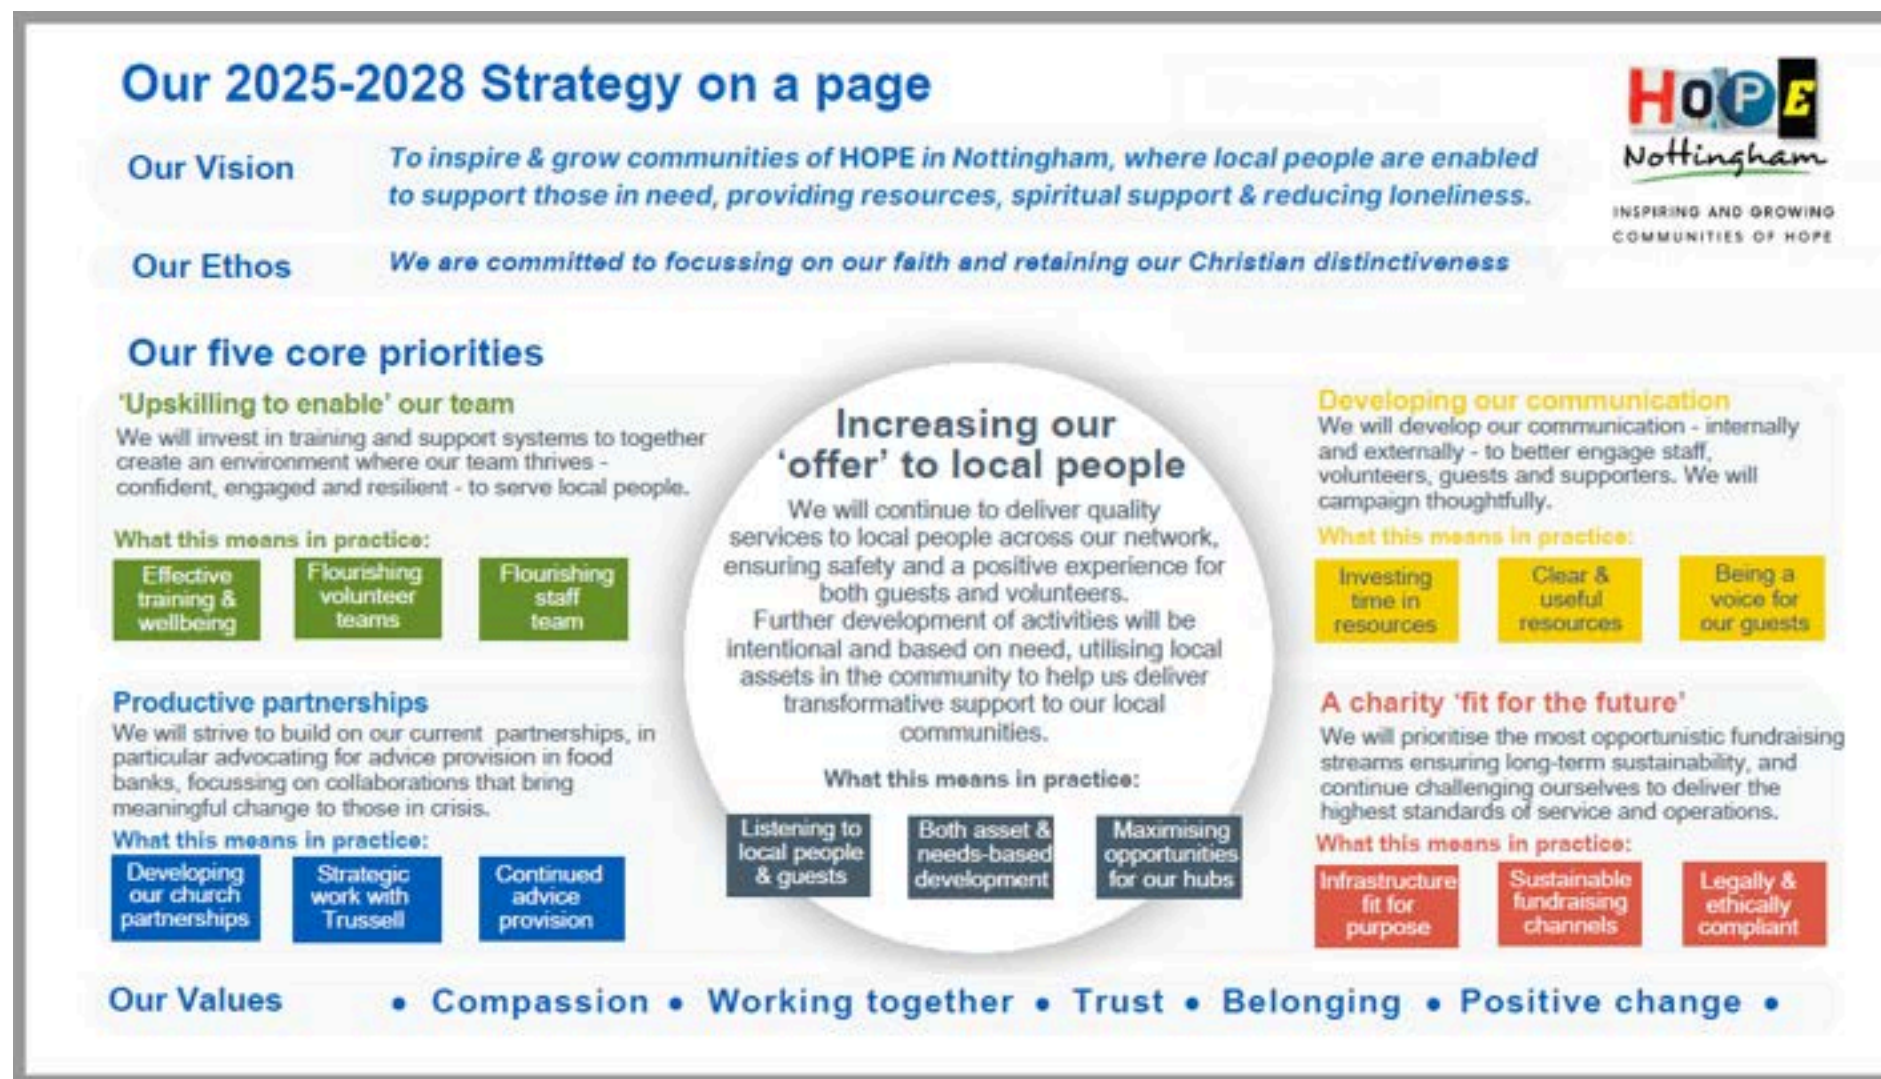 Our 2025-2028 Strategy on a page
HOPE
Nottingham
INSPIRING AND GROWING
COMMUNITIES OF HOPE
Our Vision
To inspire & grow communities of HOPE in Nottingham, where local people are enabled
to support those in need, providing resources, spiritual support & reducing loneliness.
Our Ethos
We are committed to focussing on our faith and retaining our Christian distinctiveness
Our five core priorities
'Upskilling to enable' our team
We will invest in training and support systems to together
create an environment where our team thrives -
confident, engaged and resilient - to serve local people.
What this means in practice:
Effective
training &
wellbeing
Flourishing
volunteer
teams
Flourishing
staff
team
Productive partnerships
We will strive to build on our current partnerships, in
particular advocating for advice provision in food
banks, focussing on collaborations that bring
meaningful change to those in crisis.
What this means in practice:
Developing
our church
partnerships
Strategic
work with
Trussell
Continued
advice
provision
Increasing our
'offer' to local people
We will continue to deliver quality
services to local people across our network,
ensuring safety and a positive experience for
both guests and volunteers.
Further development of activities will be
intentional and based on need, utilising local
assets in the community to help us deliver
transformative support to our local
communities.
What this means in practice:
Listening to
local people
& guests
Both asset &
needs-based
development
Maximising
opportunities
for our hubs
Developing our communication
We will develop our communication - internally
and externally - to better engage staff,
volunteers, guests and supporters. We will
campaign thoughtfully.
What this means in practice:
Investing
time in
resources
Clear &
useful
resources
Being a
voice for
our guests
A charity 'fit for the future'
We will prioritise the most opportunistic fundraising
streams ensuring long-term sustainability, and
continue challenging ourselves to deliver the
highest standards of service and operations.
What this means in practice:
Infrastructure
fit for
purpose
Sustainable
fundraising
channels
Legally &
ethically
compliant
Our Values
• Compassion • Working together • Trust • Belonging • Positive change •